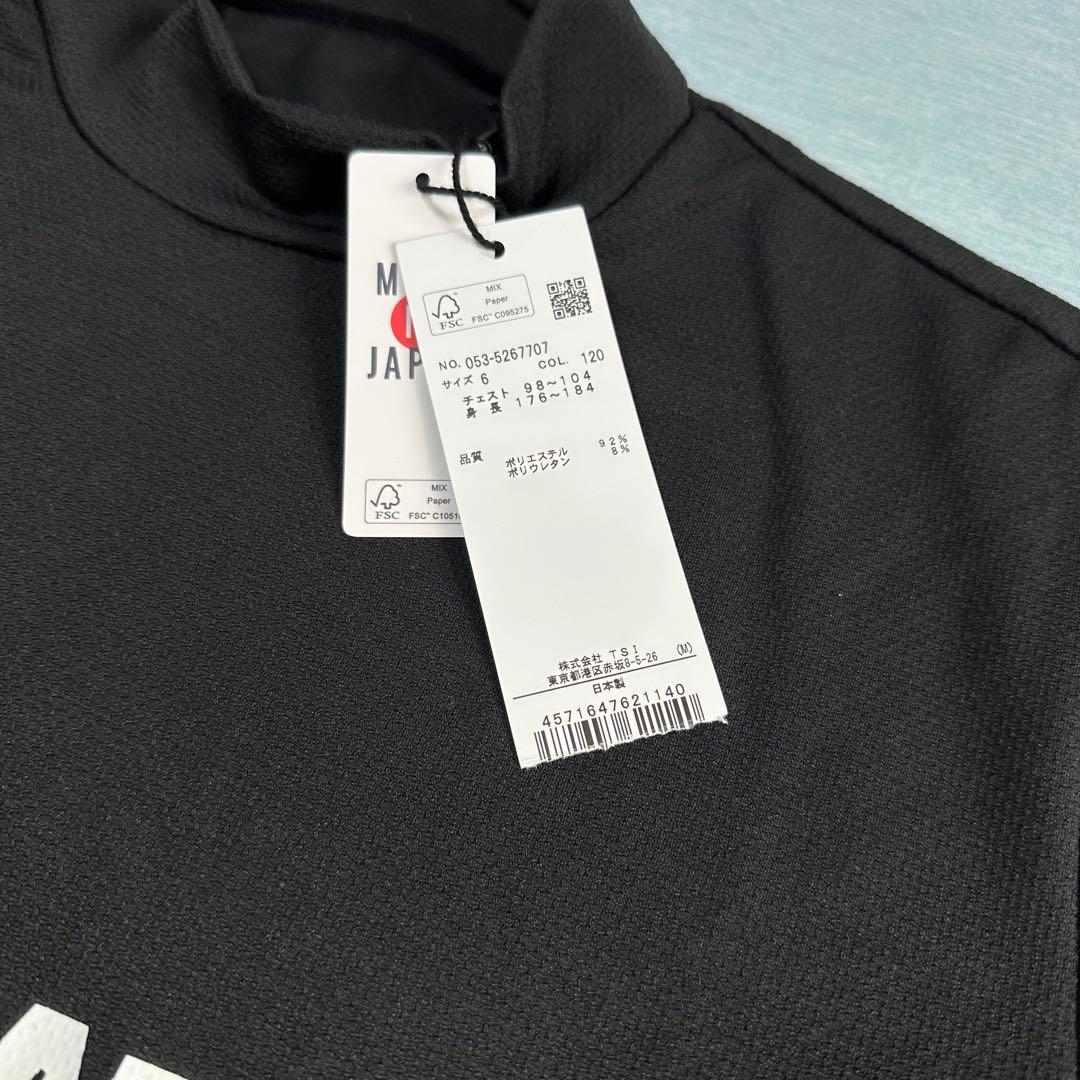 MIX
Paper
FSC
FSC™ C095275
NO. 053-5267707
COL. 120
サイズ 6
チェスト 98~104
身長 176~184
品質
ポリエステル 92%
ポリウレタン 8%
株式会社 TSI
東京都港区赤坂8-5-26 (M)
日本製
4571647621140
MIX
Paper
FSC